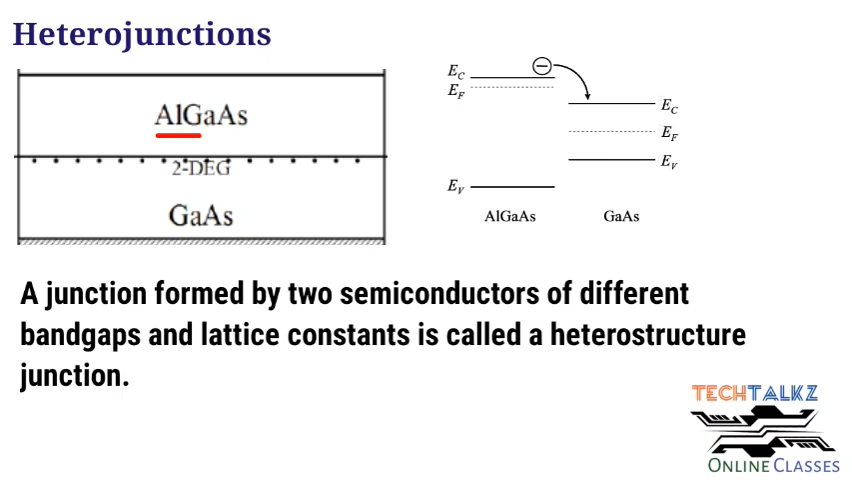 Heterojunctions
AlGaAs
2-DEG
GaAs
E_C
E_F
E_V
AlGaAs
E_C
E_F
E_V
GaAs
A junction formed by two semiconductors of different
bandgaps and lattice constants is called a heterostructure
junction.
TECHTALKZ
ONLINE CLASSES